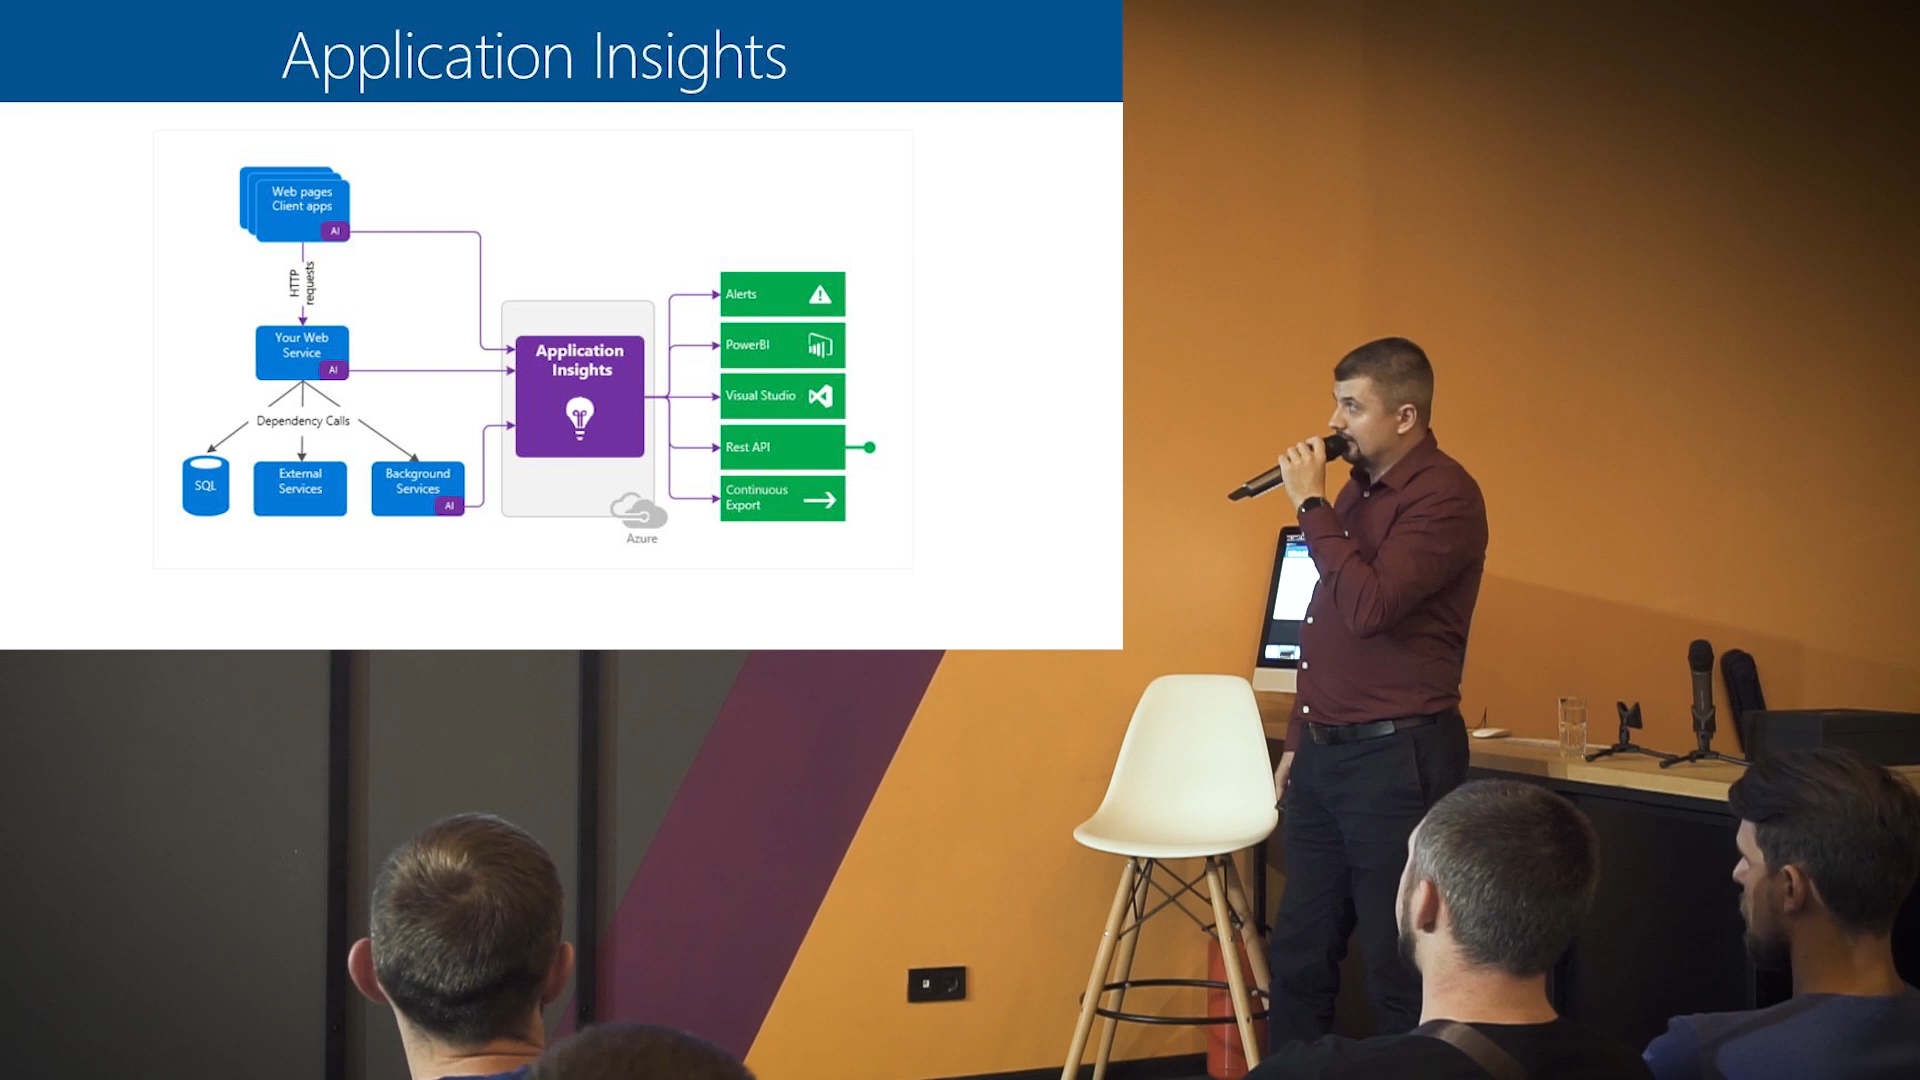 Application Insights
Web pages
Client apps
AI
HTTP
requests
Your Web
Service
AI
Dependency Calls
SQL
External
Services
Background
Services
AI
Application
Insights
Azure
Alerts
PowerBI
Visual Studio
Rest API
Continuous
Export